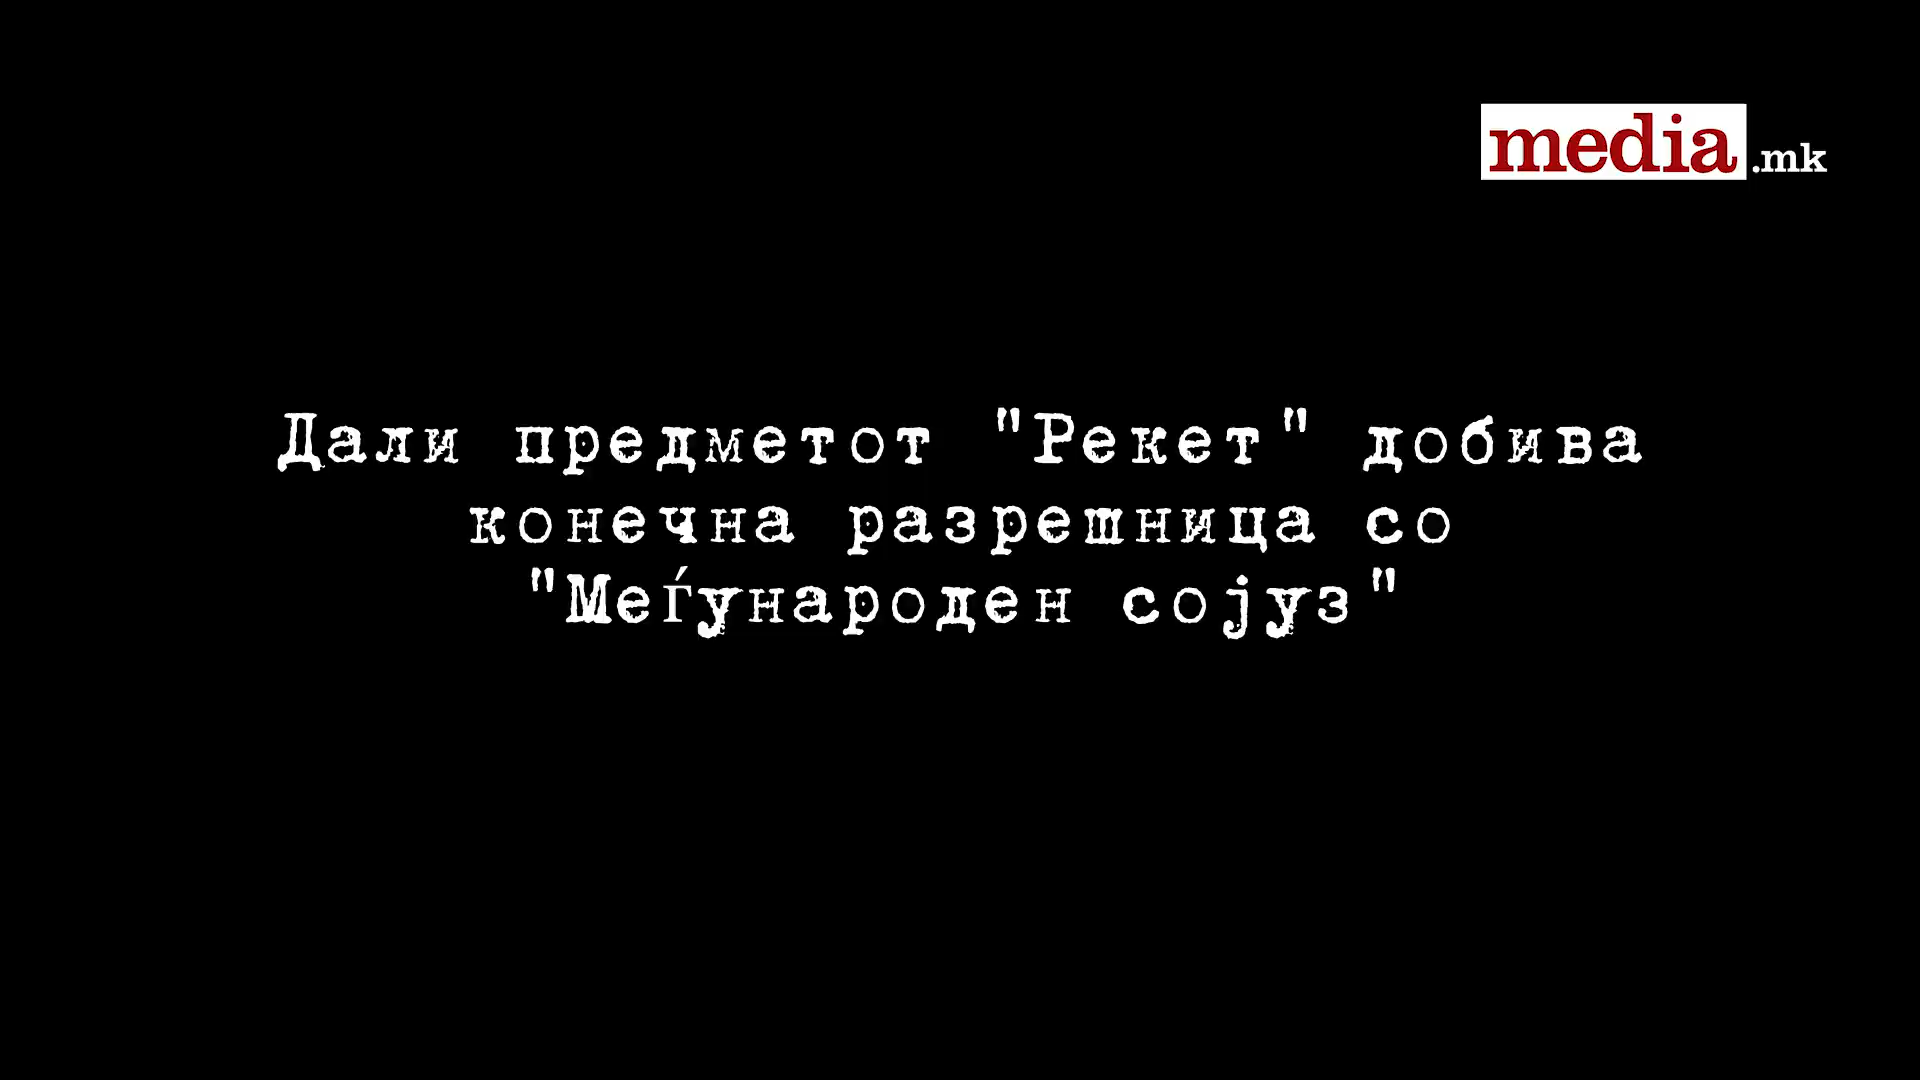 media.mk
Дали предметот "Рекет" добива
конечна разрешница со
"Меѓународен сојуз"